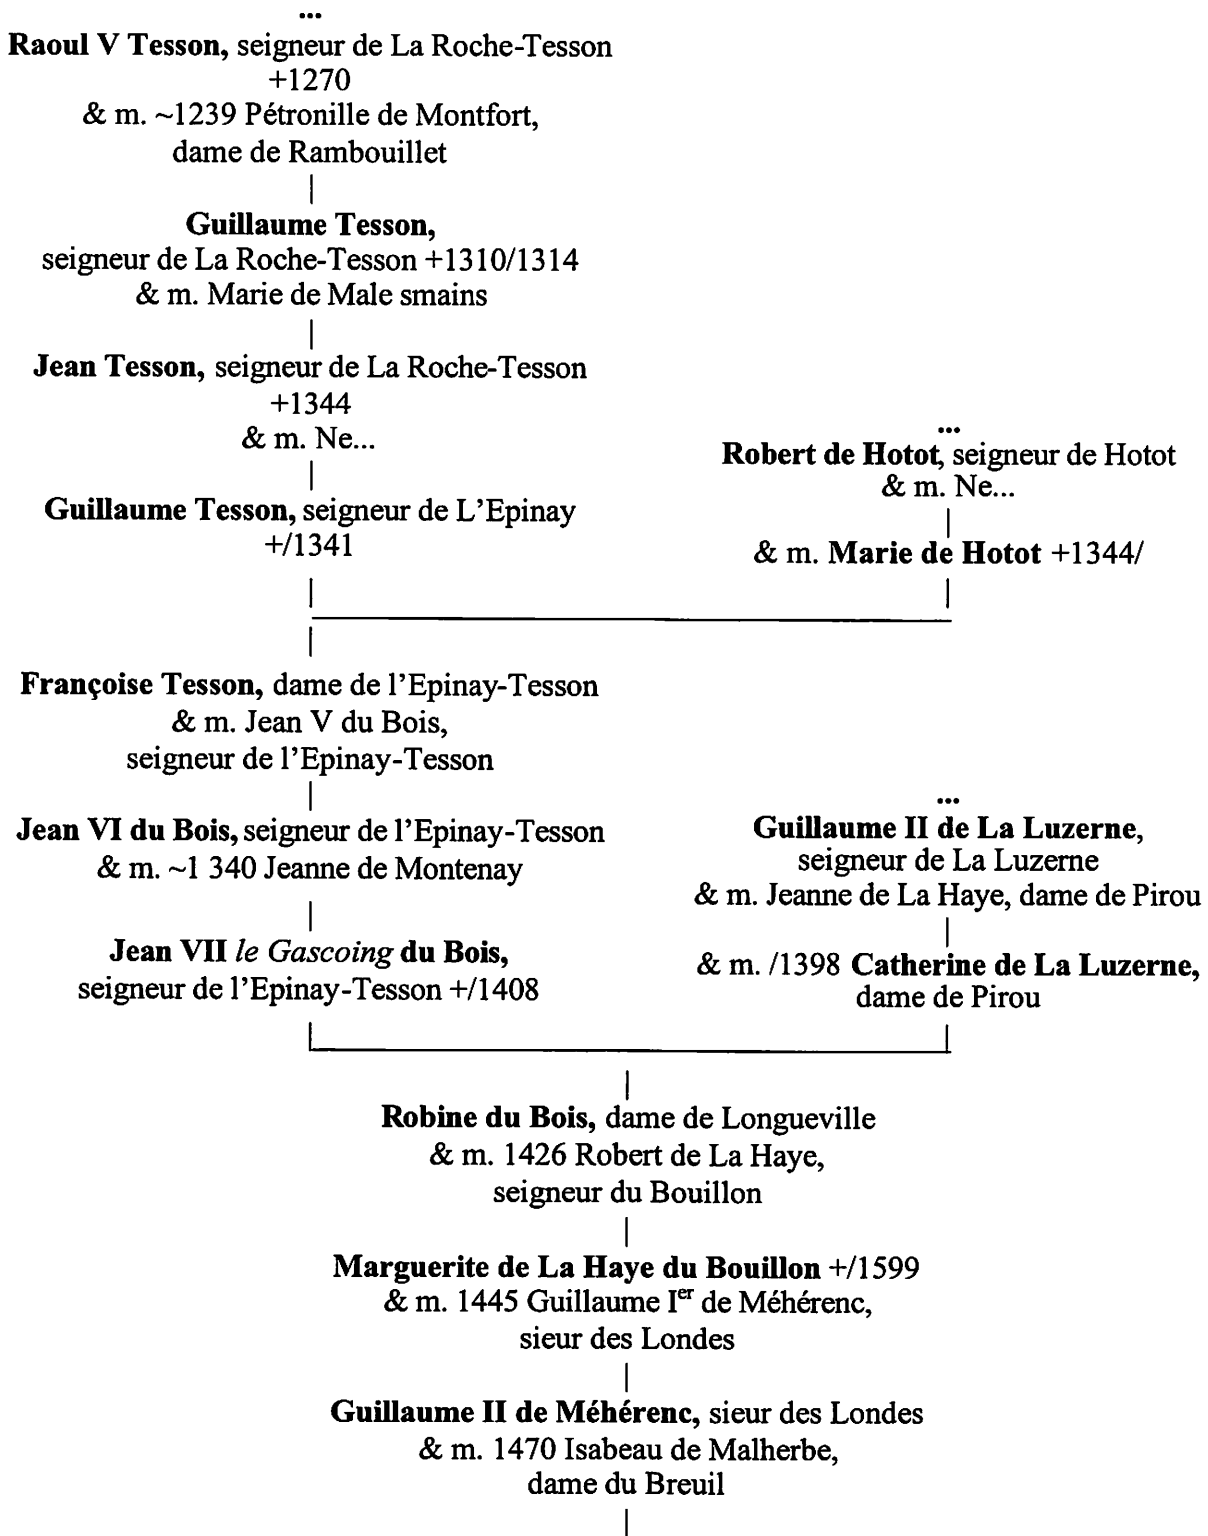 ...
Raoul V Tesson, seigneur de La Roche-Tesson
+1270
& m. ~1239 Pétronille de Montfort,
dame de Rambouillet
Guillaume Tesson,
seigneur de La Roche-Tesson +1310/1314
& m. Marie de Male smains
Jean Tesson, seigneur de La Roche-Tesson
+1344
& m. Ne...
Guillaume Tesson, seigneur de L'Epinay
+/1341
...
Robert de Hotot, seigneur de Hotot
& m. Ne...
& m. Marie de Hotot +1344/
Françoise Tesson, dame de l'Epinay-Tesson
& m. Jean V du Bois,
seigneur de l'Epinay-Tesson
Jean VI du Bois, seigneur de l'Epinay-Tesson
& m. ~1 340 Jeanne de Montenay
Jean VII le Gascoing du Bois,
seigneur de l'Epinay-Tesson +/1408
...
Guillaume II de La Luzerne,
seigneur de La Luzerne
& m. Jeanne de La Haye, dame de Pirou
& m. /1398 Catherine de La Luzerne,
dame de Pirou
Robine du Bois, dame de Longueville
& m. 1426 Robert de La Haye,
seigneur du Bouillon
Marguerite de La Haye du Bouillon +/1599
& m. 1445 Guillaume Ier de Méhérenc,
sieur des Londes
Guillaume II de Méhérenc, sieur des Londes
& m. 1470 Isabeau de Malherbe,
dame du Breuil